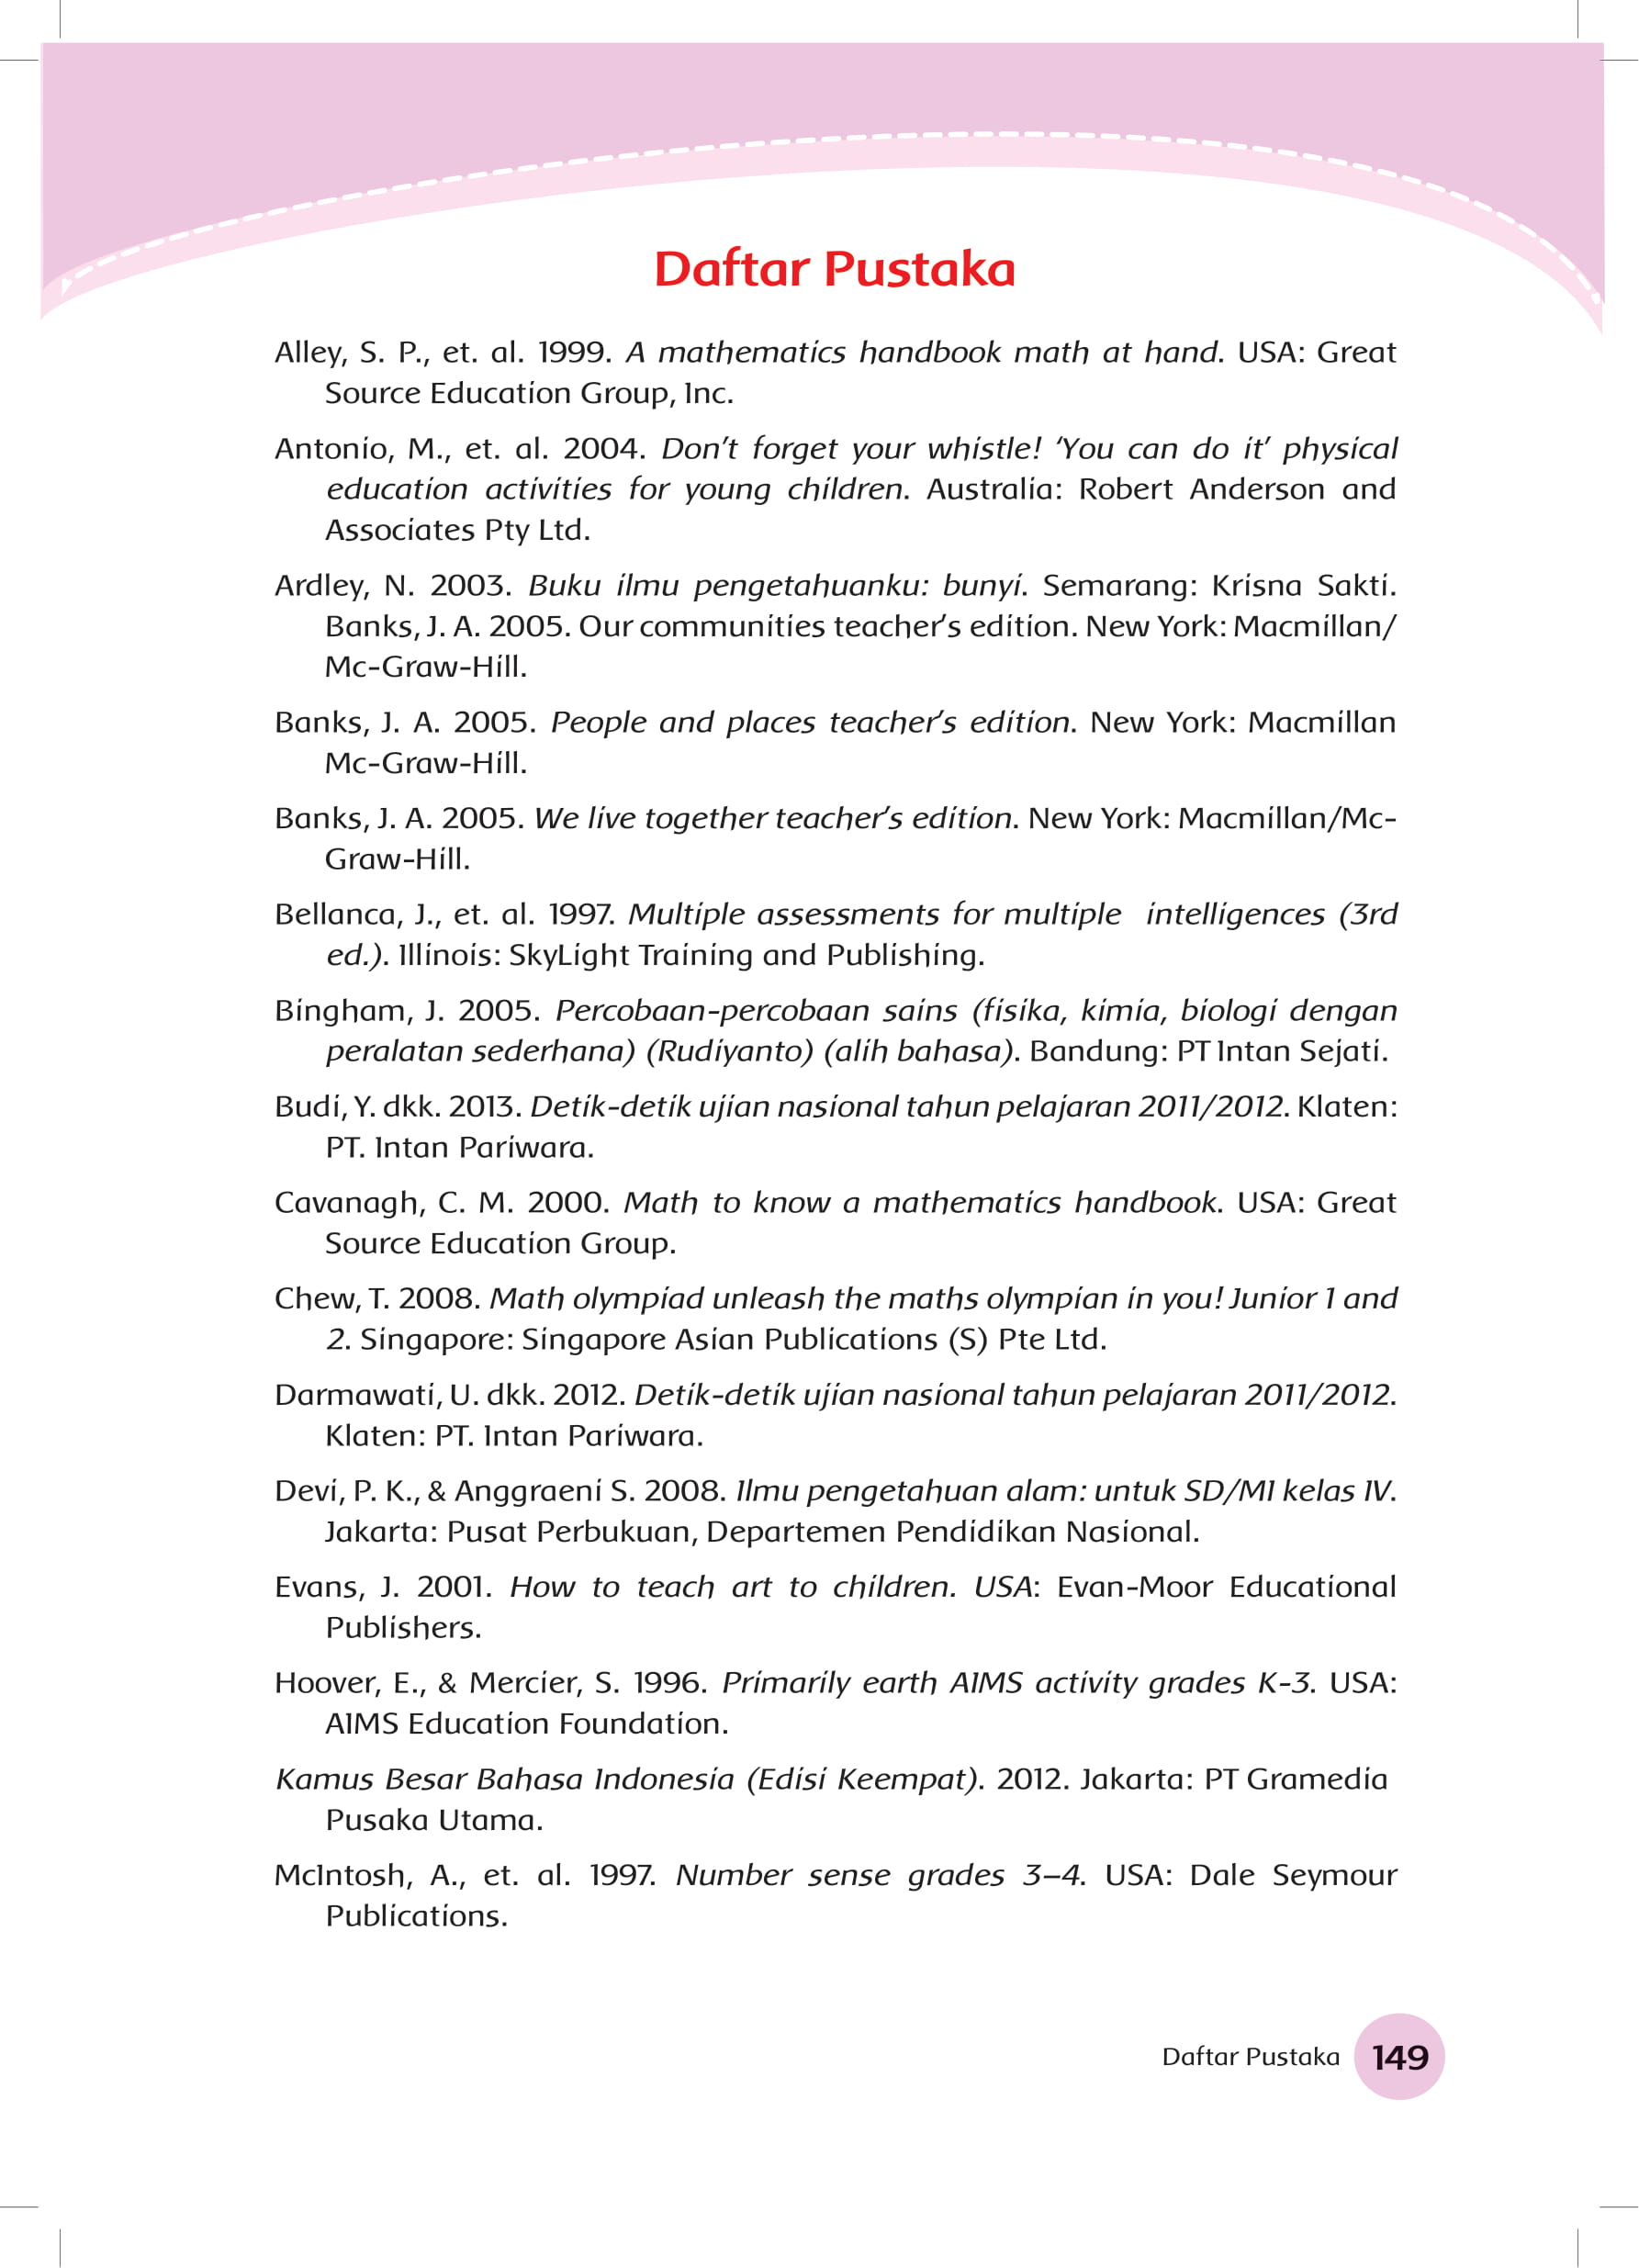 Daftar Pustaka
Alley, S. P., et. al. 1999. A mathematics handbook math at hand. USA: Great
Source Education Group, Inc.
Antonio, M., et. al. 2004. Don’t forget your whistle! ‘You can do it’ physical
education activities for young children. Australia: Robert Anderson and
Associates Pty Ltd.
Ardley, N. 2003. Buku ilmu pengetahuanku: bunyi. Semarang: Krisna Sakti.
Banks, J. A. 2005. Our communities teacher’s edition. New York: Macmillan/
Mc-Graw-Hill.
Banks, J. A. 2005. People and places teacher’s edition. New York: Macmillan
Mc-Graw-Hill.
Banks, J. A. 2005. We live together teacher’s edition. New York: Macmillan/Mc-
Graw-Hill.
Bellanca, J., et. al. 1997. Multiple assessments for multiple intelligences (3rd
ed.). Illinois: SkyLight Training and Publishing.
Bingham, J. 2005. Percobaan-percobaan sains (fisika, kimia, biologi dengan
peralatan sederhana) (Rudiyanto) (alih bahasa). Bandung: PT Intan Sejati.
Budi, Y. dkk. 2013. Detik-detik ujian nasional tahun pelajaran 2011/2012. Klaten:
PT. Intan Pariwara.
Cavanagh, C. M. 2000. Math to know a mathematics handbook. USA: Great
Source Education Group.
Chew, T. 2008. Math olympiad unleash the maths olympian in you! Junior 1 and
2. Singapore: Singapore Asian Publications (S) Pte Ltd.
Darmawati, U. dkk. 2012. Detik-detik ujian nasional tahun pelajaran 2011/2012.
Klaten: PT. Intan Pariwara.
Devi, P. K., & Anggraeni S. 2008. Ilmu pengetahuan alam: untuk SD/MI kelas IV.
Jakarta: Pusat Perbukuan, Departemen Pendidikan Nasional.
Evans, J. 2001. How to teach art to children. USA: Evan-Moor Educational
Publishers.
Hoover, E., & Mercier, S. 1996. Primarily earth AIMS activity grades K-3. USA:
AIMS Education Foundation.
Kamus Besar Bahasa Indonesia (Edisi Keempat). 2012. Jakarta: PT Gramedia
Pusaka Utama.
McIntosh, A., et. al. 1997. Number sense grades 3–4. USA: Dale Seymour
Publications.
Daftar Pustaka 149